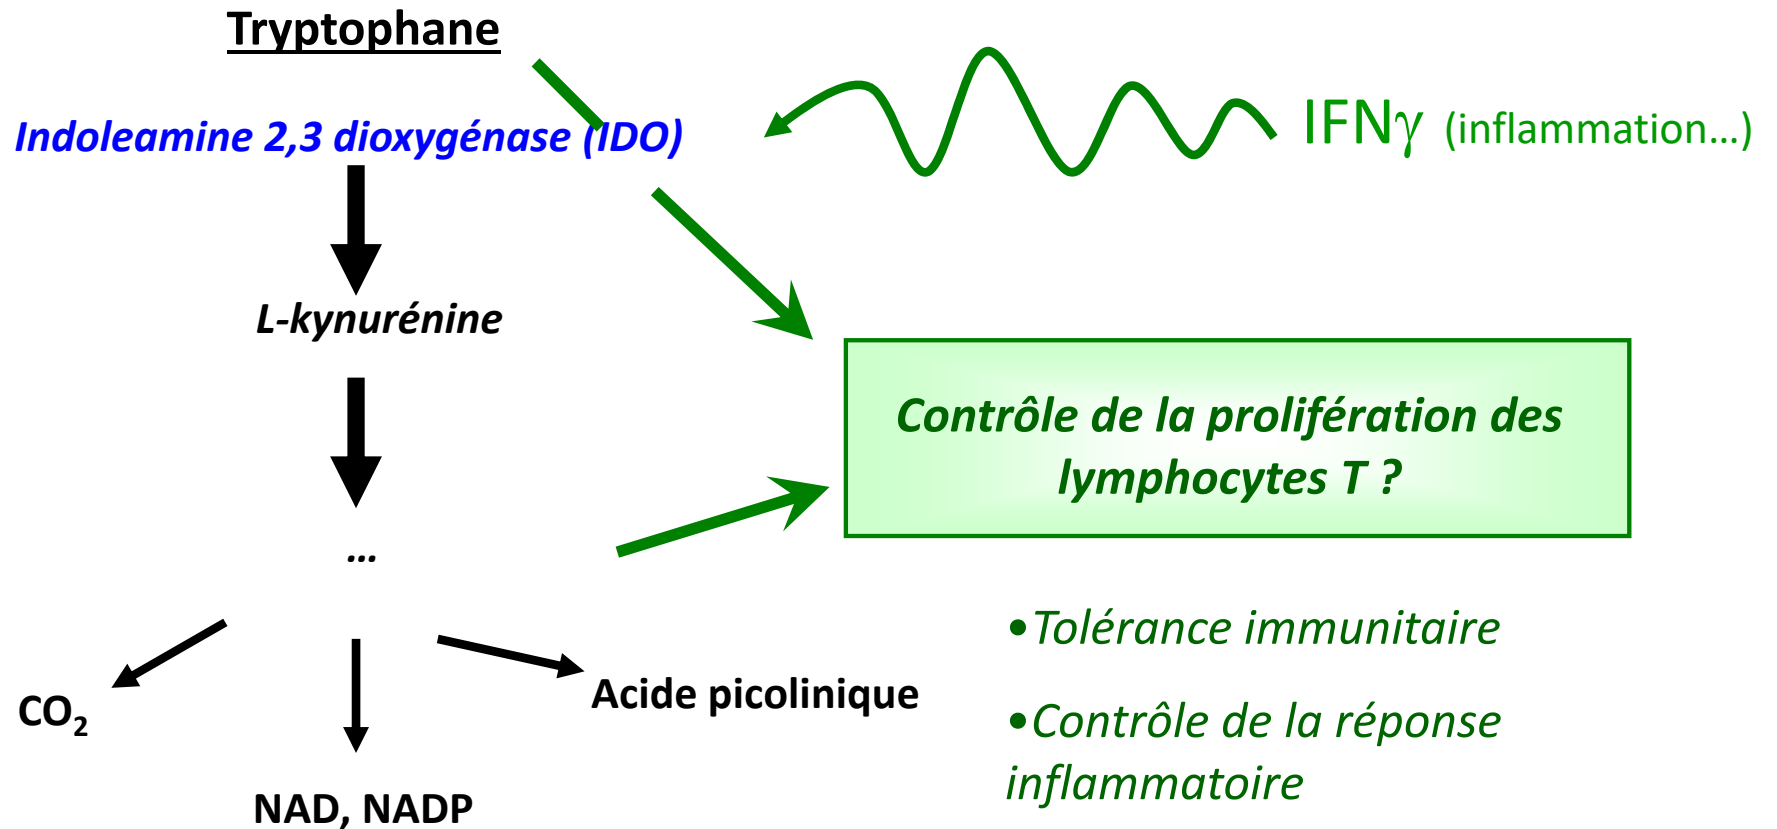 Tryptophane
Indoleamine 2,3 dioxygénase (IDO)
IFNγ (inflammation...)
L-kynurénine
Contrôle de la prolifération des
lymphocytes T ?
...
•Tolérance immunitaire
Acide picolinique
CO₂
•Contrôle de la réponse
inflammatoire
NAD, NADP